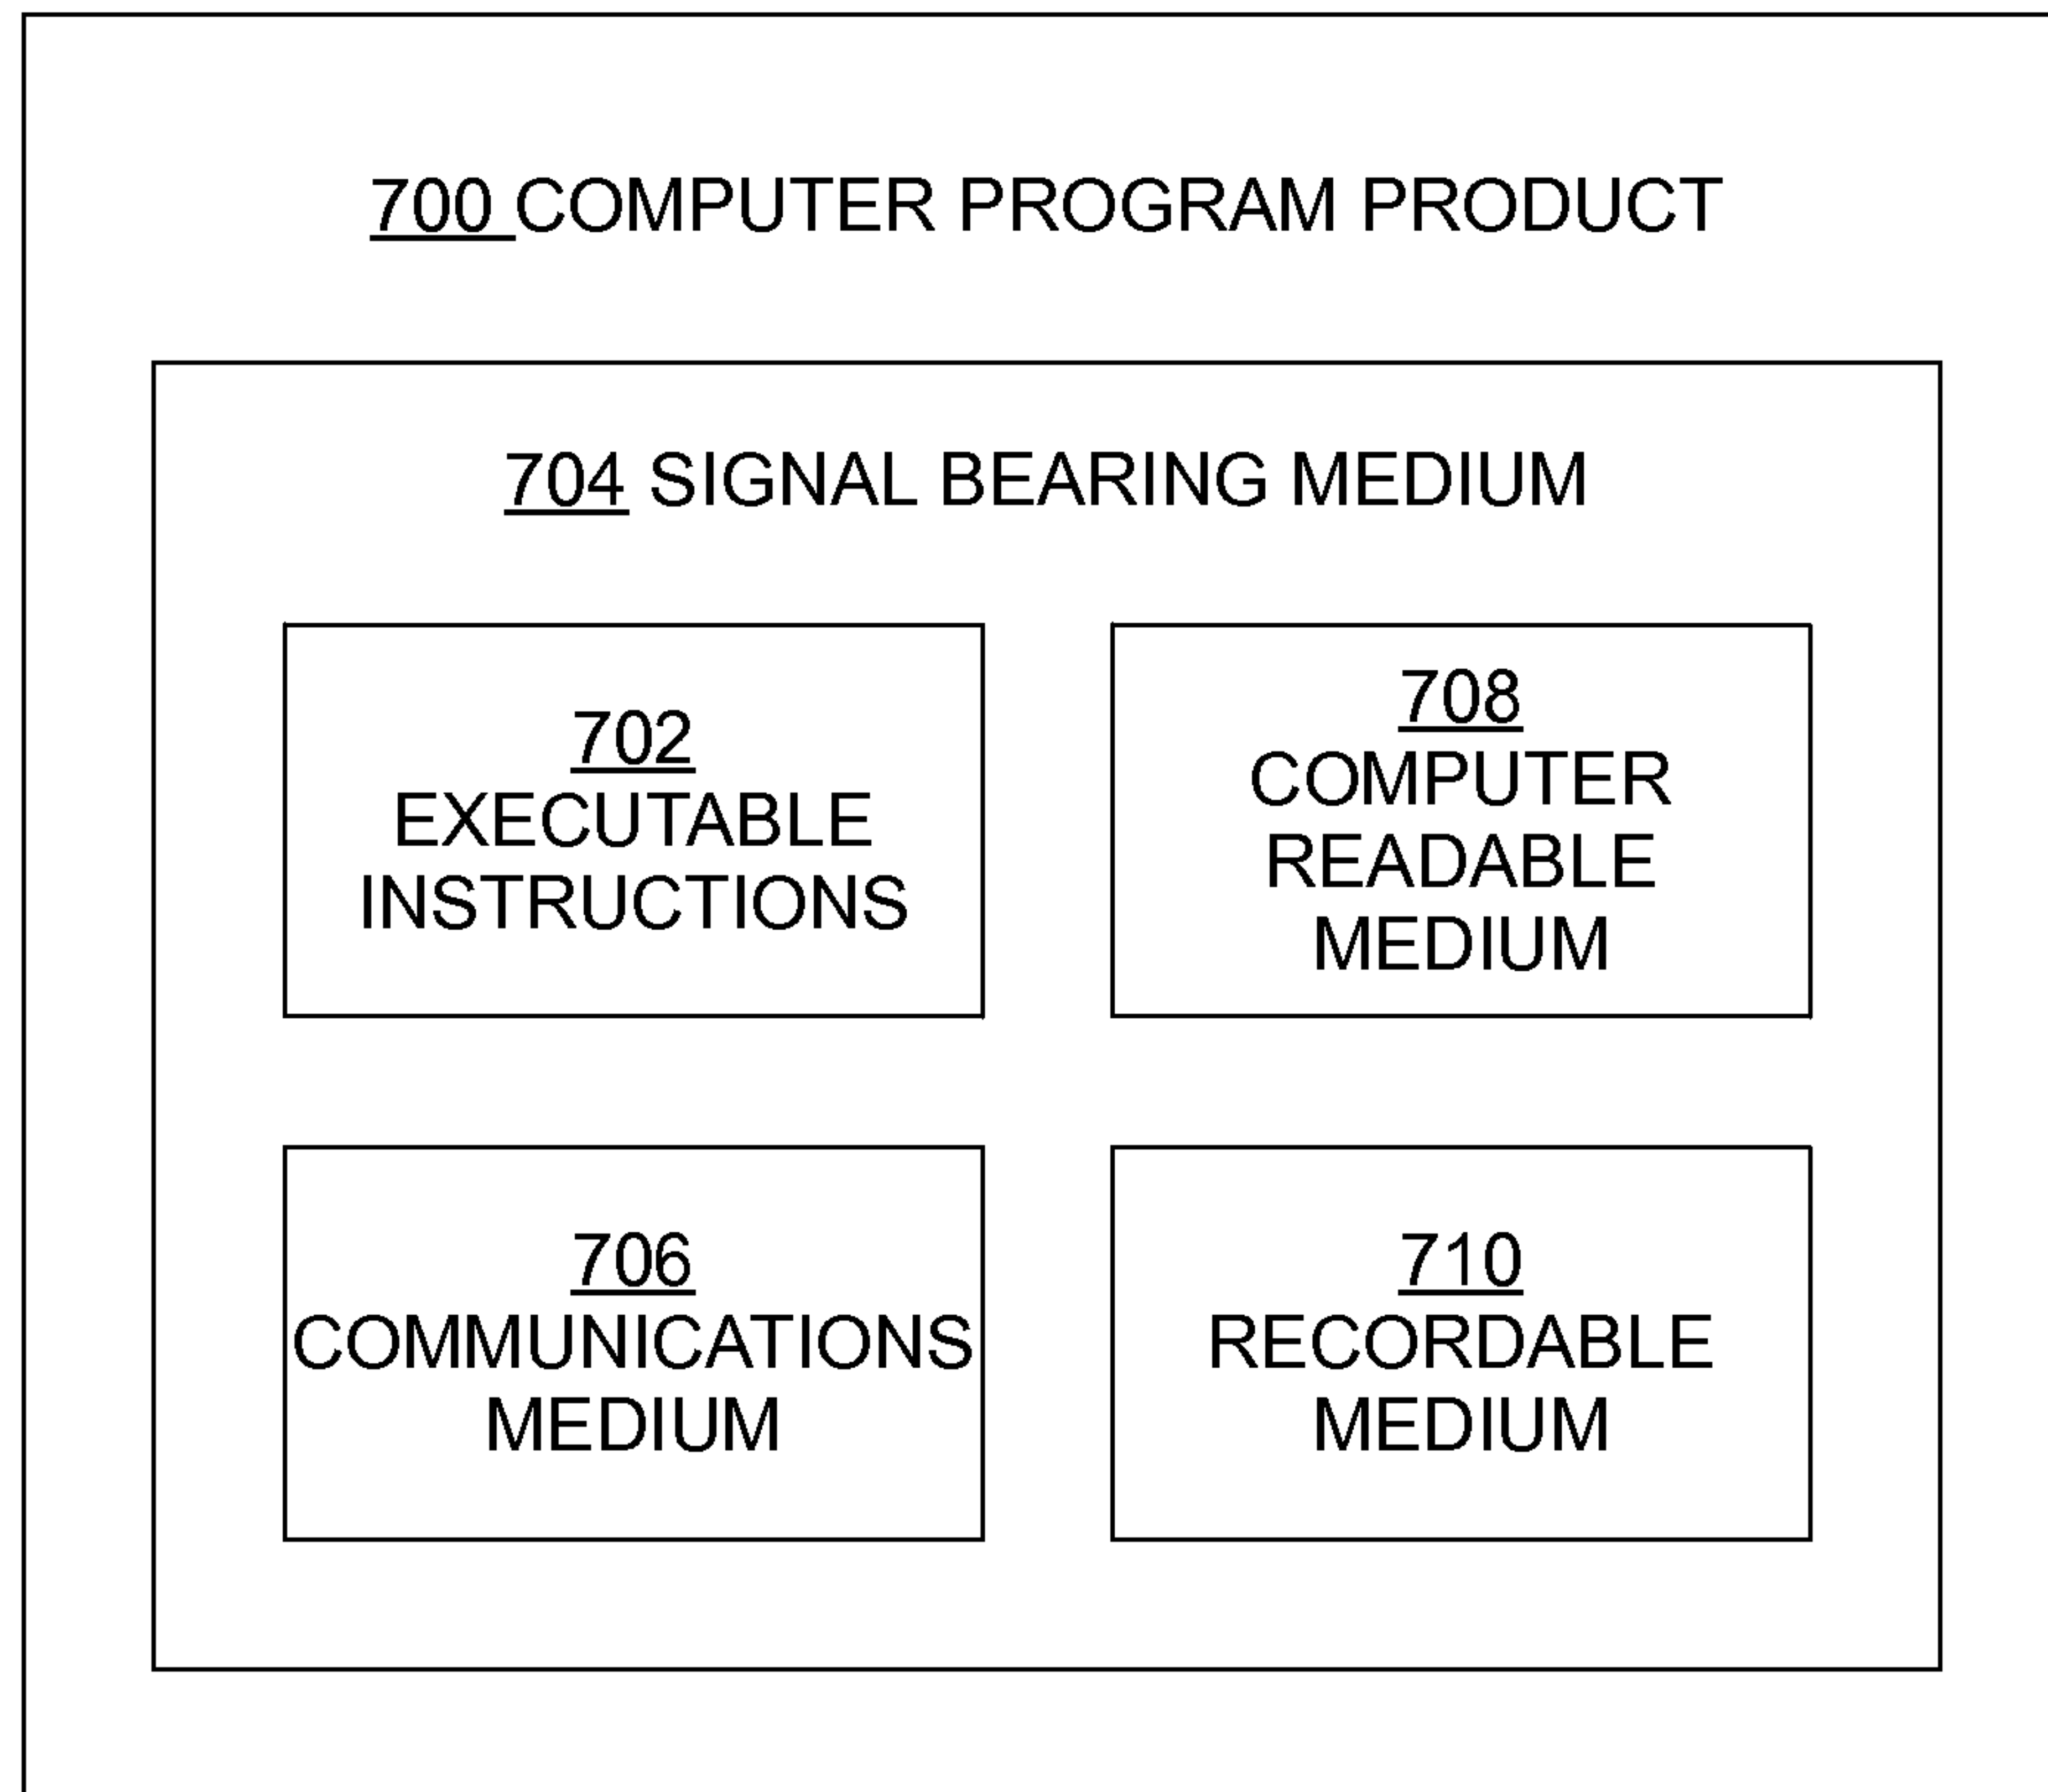 700 COMPUTER PROGRAM PRODUCT
704 SIGNAL BEARING MEDIUM
702
EXECUTABLE
INSTRUCTIONS
708
COMPUTER
READABLE
MEDIUM
706
COMMUNICATIONS
MEDIUM
710
RECORDABLE
MEDIUM